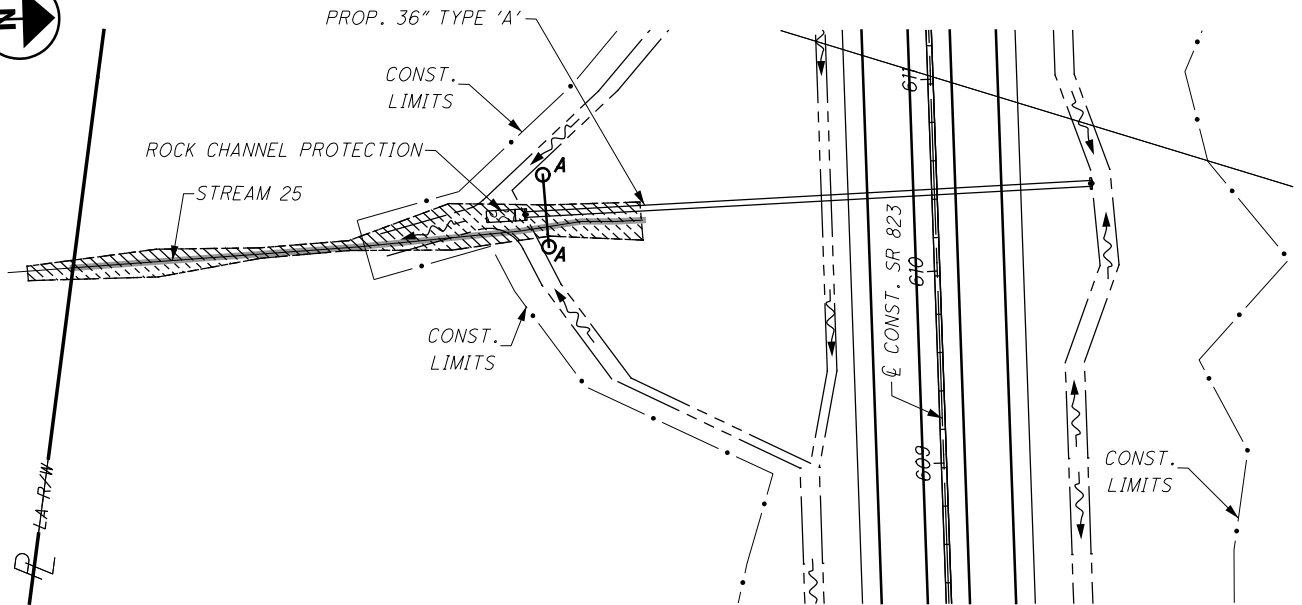 N
PROP. 36" TYPE 'A'
CONST.
LIMITS
ROCK CHANNEL PROTECTION
STREAM 25
A
A
CONST.
LIMITS
611
610
609
℄ CONST. SR 823
CONST.
LIMITS
LA R/W
PL